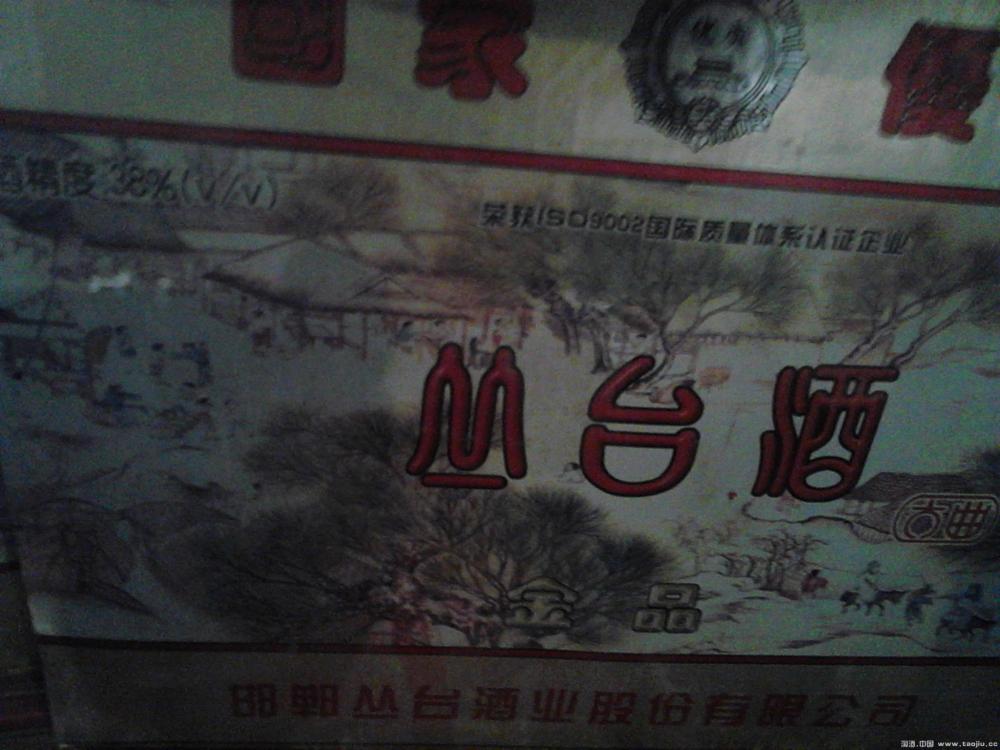 国家 優
酒精度 38%(V/V)
荣获ISO9002国际质量体系认证企业
丛台酒
古典
金品
邯郸丛台酒业股份有限公司
淘酒.中国 www.taojiu.cc